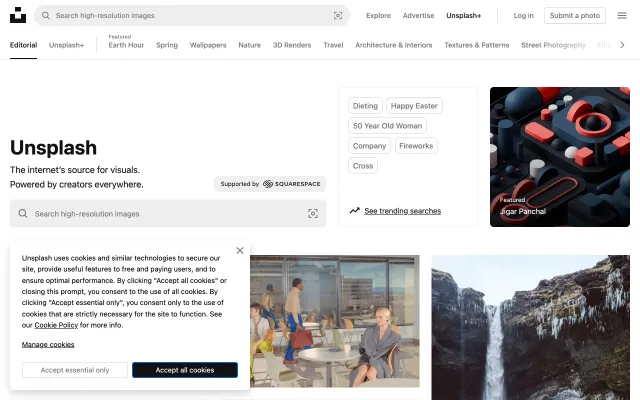 Search high-resolution images
Explore
Advertise
Unsplash+
Log in
Submit a photo
Editorial
Unsplash+
Featured
Earth Hour
Spring
Wallpapers
Nature
3D Renders
Travel
Architecture & Interiors
Textures & Patterns
Street Photography
Unsplash
The internet's source for visuals.
Powered by creators everywhere.
Supported by SQUARESPACE
Search high-resolution images
Dieting
Happy Easter
50 Year Old Woman
Company
Fireworks
Cross
See trending searches
Featured
Jigar Panchal
Unsplash uses cookies and similar technologies to secure our
site, provide useful features to free and paying users, and to
ensure optimal performance. By clicking "Accept all cookies" or
closing this prompt, you consent to the use of all cookies. By
clicking "Accept essential only", you consent only to the use of
cookies that are strictly necessary for the site to function. See
our Cookie Policy for more info.
Manage cookies
Accept essential only
Accept all cookies